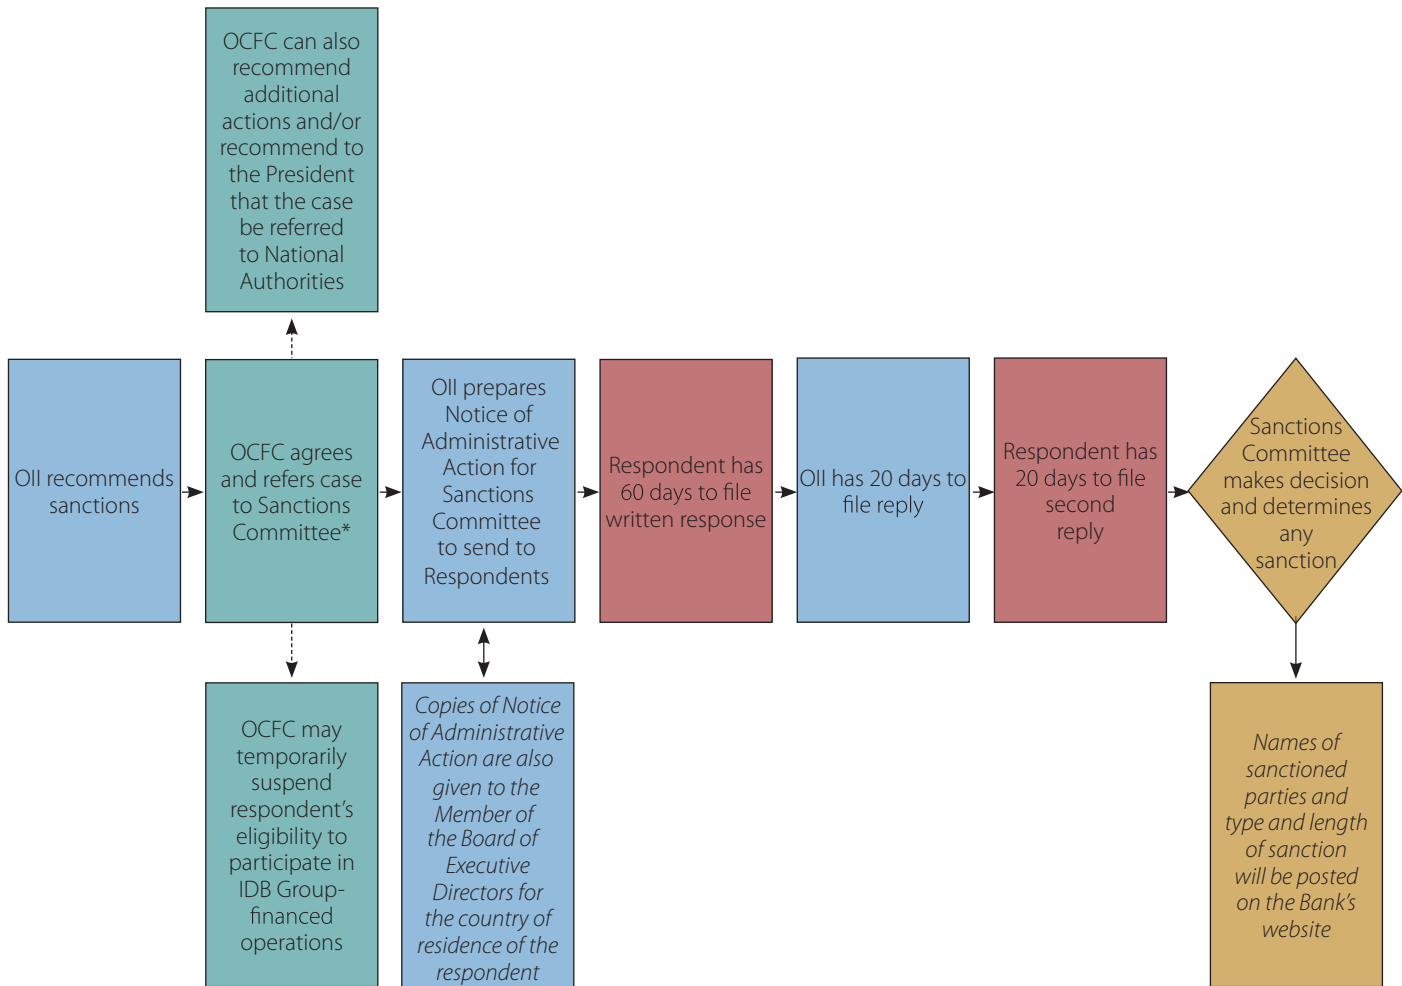 OCFC can also
recommend
additional
actions and/or
recommend to
the President
that the case
be referred
to National
Authorities
OII recommends
sanctions
OCFC agrees
and refers case
to Sanctions
Committee*
OII prepares
Notice of
Administrative
Action for
Sanctions
Committee
to send to
Respondents
Respondent has
60 days to file
written response
OII has 20 days to
file reply
Respondent has
20 days to file
second
reply
Sanctions
Committee
makes decision
and determines
any
sanction
OCFC may
temporarily
suspend
respondent’s
eligibility to
participate in
IDB Group-
financed
operations
Copies of Notice
of Administrative
Action are also
given to the
Member of
the Board of
Executive
Directors for
the country of
residence of the
respondent
Names of
sanctioned
parties and
type and length
of sanction
will be posted
on the Bank’s
website